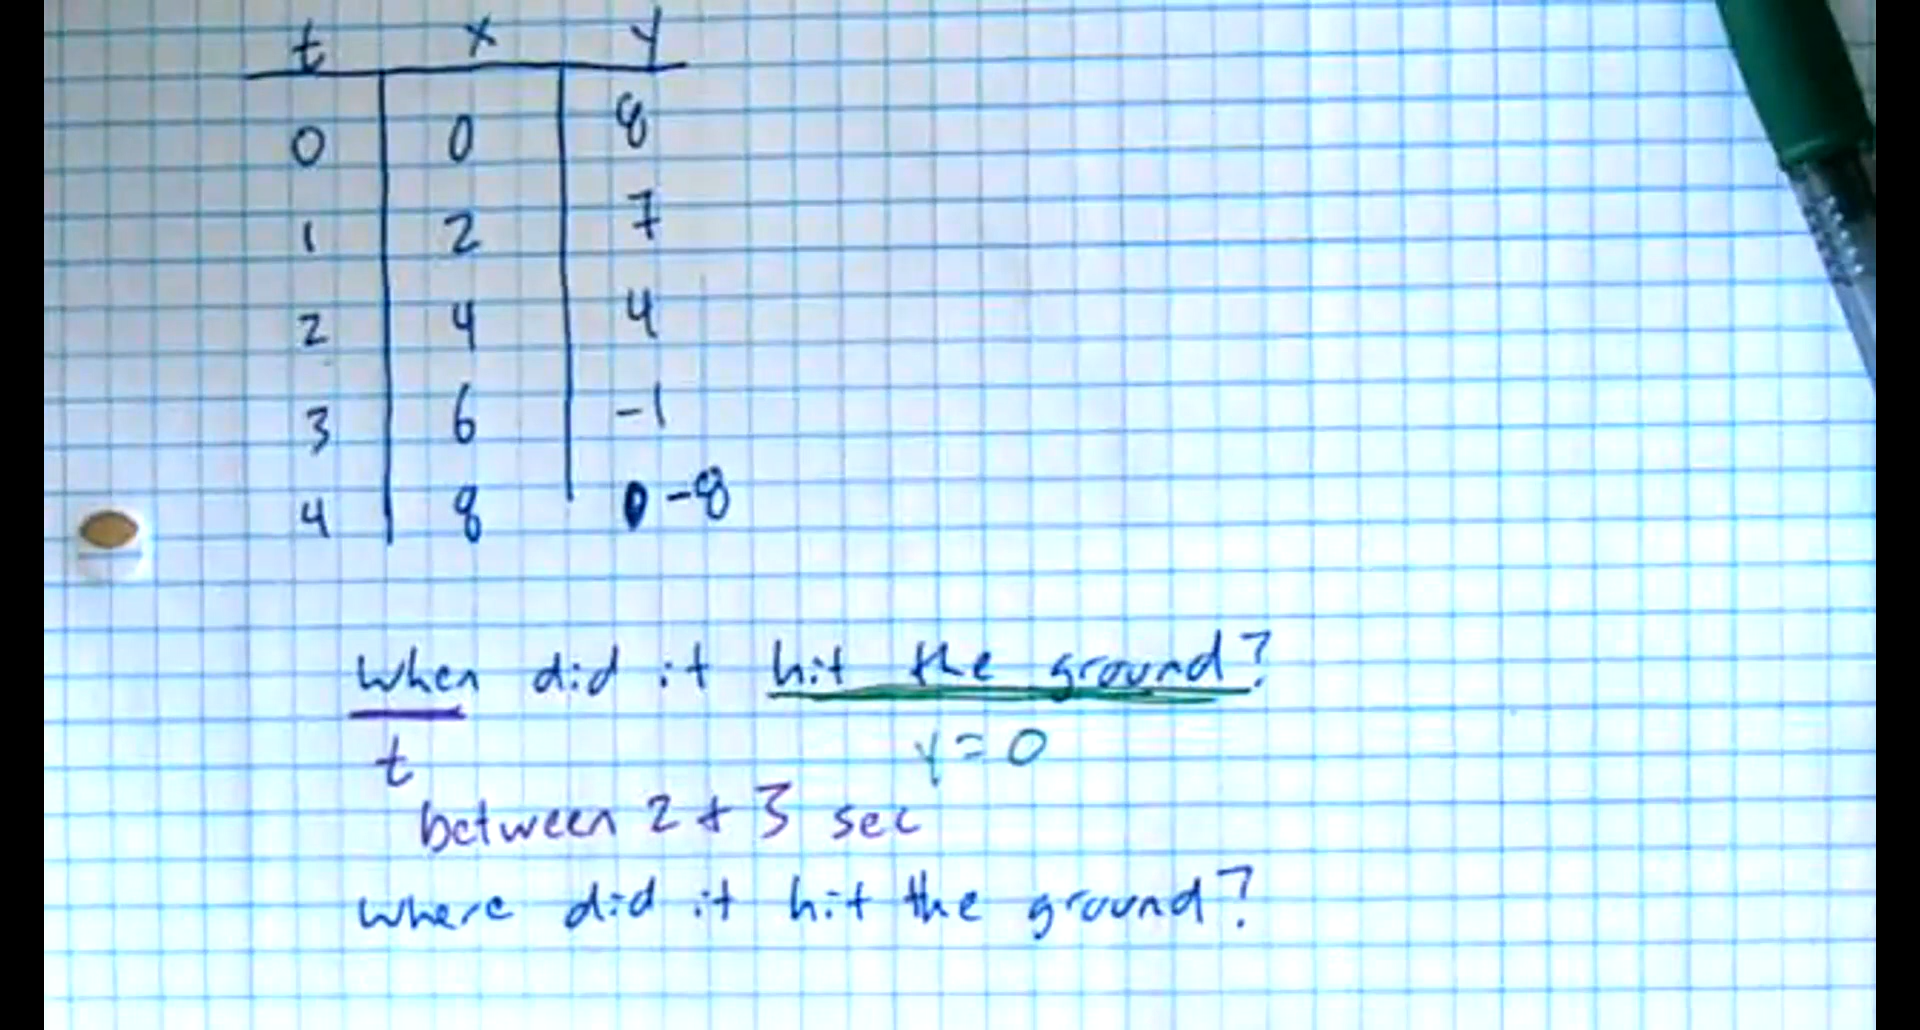 t x y
0 0 8
1 2 7
2 4 4
3 6 -1
4 8 -8
when did it hit the ground?
t y=0
between 2 + 3 sec
where did it hit the ground?